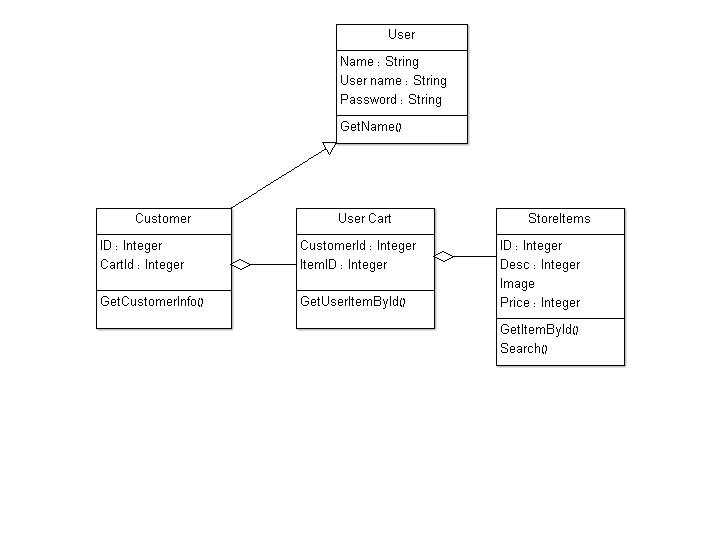 User
Name : String
User name : String
Password : String
GetName()
Customer
ID : Integer
CartId : Integer
GetCustomerInfo()
User Cart
CustomerId : Integer
ItemID : Integer
GetUserItemById()
StoreItems
ID : Integer
Desc : Integer
Image
Price : Integer
GetItemById()
Search()